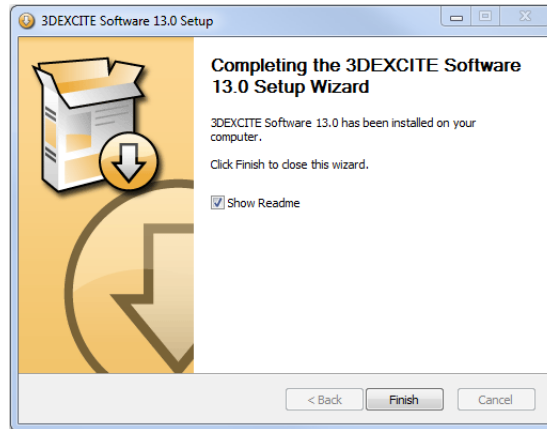 3DEXCITE Software 13.0 Setup
Completing the 3DEXCITE Software
13.0 Setup Wizard
3DEXCITE Software 13.0 has been installed on your
computer.
Click Finish to close this wizard.
Show Readme
< Back
Finish
Cancel